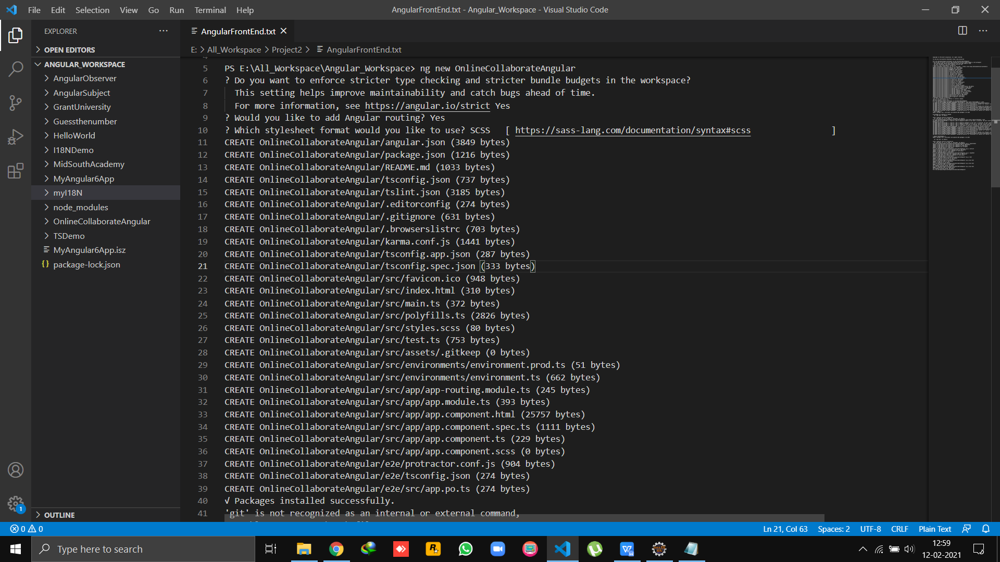 File Edit Selection View Go Run Terminal Help
AngularFrontEnd.txt - Angular_Workspace - Visual Studio Code
EXPLORER
OPEN EDITORS
ANGULAR_WORKSPACE
AngularObserver
AngularSubject
GrantUniversity
Guessthenumber
HelloWorld
I18NDemo
MidSouthAcademy
MyAngular6App
myI18N
node_modules
OnlineCollaborateAngular
TSDemo
MyAngular6App.isz
{} package-lock.json
OUTLINE
AngularFrontEnd.txt
E: > All_Workspace > Project2 > AngularFrontEnd.txt
5 PS E:\All_Workspace\Angular_Workspace> ng new OnlineCollaborateAngular
6 ? Do you want to enforce stricter type checking and stricter bundle budgets in the workspace?
7 This setting helps improve maintainability and catch bugs ahead of time.
8 For more information, see https://angular.io/strict Yes
9 ? Would you like to add Angular routing? Yes
10 ? Which stylesheet format would you like to use? SCSS [ https://sass-lang.com/documentation/syntax#scss ]
11 CREATE OnlineCollaborateAngular/angular.json (3849 bytes)
12 CREATE OnlineCollaborateAngular/package.json (1216 bytes)
13 CREATE OnlineCollaborateAngular/README.md (1033 bytes)
14 CREATE OnlineCollaborateAngular/tsconfig.json (737 bytes)
15 CREATE OnlineCollaborateAngular/tslint.json (3185 bytes)
16 CREATE OnlineCollaborateAngular/.editorconfig (274 bytes)
17 CREATE OnlineCollaborateAngular/.gitignore (631 bytes)
18 CREATE OnlineCollaborateAngular/.browserslistrc (703 bytes)
19 CREATE OnlineCollaborateAngular/karma.conf.js (1441 bytes)
20 CREATE OnlineCollaborateAngular/tsconfig.app.json (287 bytes)
21 CREATE OnlineCollaborateAngular/tsconfig.spec.json (333 bytes)
22 CREATE OnlineCollaborateAngular/src/favicon.ico (948 bytes)
23 CREATE OnlineCollaborateAngular/src/index.html (310 bytes)
24 CREATE OnlineCollaborateAngular/src/main.ts (372 bytes)
25 CREATE OnlineCollaborateAngular/src/polyfills.ts (2826 bytes)
26 CREATE OnlineCollaborateAngular/src/styles.scss (80 bytes)
27 CREATE OnlineCollaborateAngular/src/test.ts (753 bytes)
28 CREATE OnlineCollaborateAngular/src/assets/.gitkeep (0 bytes)
29 CREATE OnlineCollaborateAngular/src/environments/environment.prod.ts (51 bytes)
30 CREATE OnlineCollaborateAngular/src/environments/environment.ts (662 bytes)
31 CREATE OnlineCollaborateAngular/src/app/app-routing.module.ts (245 bytes)
32 CREATE OnlineCollaborateAngular/src/app/app.module.ts (393 bytes)
33 CREATE OnlineCollaborateAngular/src/app/app.component.html (25757 bytes)
34 CREATE OnlineCollaborateAngular/src/app/app.component.spec.ts (1111 bytes)
35 CREATE OnlineCollaborateAngular/src/app/app.component.ts (229 bytes)
36 CREATE OnlineCollaborateAngular/src/app/app.component.scss (0 bytes)
37 CREATE OnlineCollaborateAngular/e2e/protractor.conf.js (904 bytes)
38 CREATE OnlineCollaborateAngular/e2e/tsconfig.json (274 bytes)
39 CREATE OnlineCollaborateAngular/e2e/src/app.po.ts (274 bytes)
40 √ Packages installed successfully.
41 'git' is not recognized as an internal or external command,
1
0 0
Ln 21, Col 63 Spaces: 2 UTF-8 CRLF Plain Text
Type here to search
12:59
12-02-2021